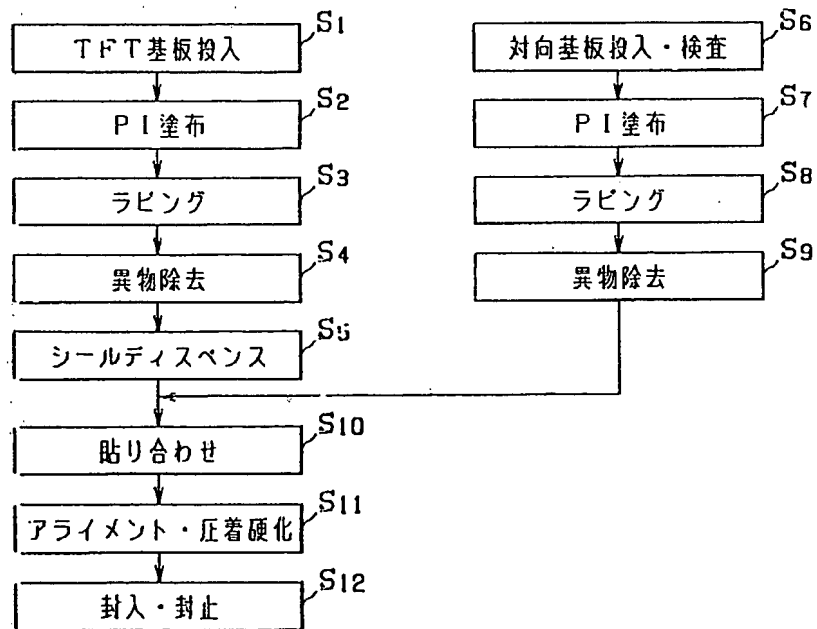 S1
TFT基板投入
S2
PI塗布
S3
ラビング
S4
異物除去
S5
シールディスペンス
S6
対向基板投入・検査
S7
PI塗布
S8
ラビング
S9
異物除去
S10
貼り合わせ
S11
アライメント・圧着硬化
S12
封入・封止